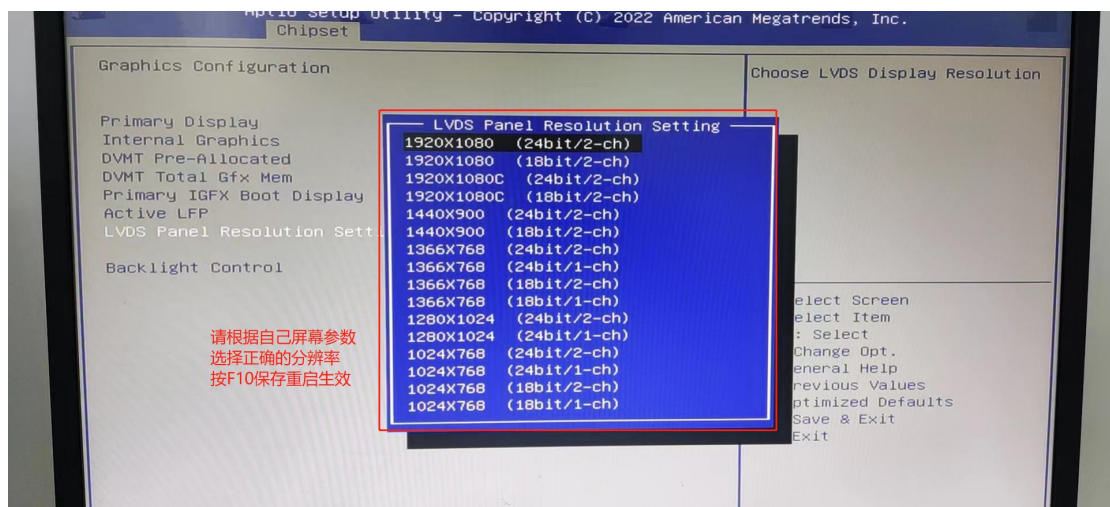 Aptio Setup Utility – Copyright (C) 2022 American Megatrends, Inc.
Chipset
Graphics Configuration
Choose LVDS Display Resolution
Primary Display
Internal Graphics
DVMT Pre-Allocated
DVMT Total Gfx Mem
Primary IGFX Boot Display
Active LFP
LVDS Panel Resolution Setti
Backlight Control
LVDS Panel Resolution Setting
1920X1080 (24bit/2-ch)
1920X1080 (18bit/2-ch)
1920X1080C (24bit/2-ch)
1920X1080C (18bit/2-ch)
1440X900 (24bit/2-ch)
1440X900 (18bit/2-ch)
1366X768 (24bit/2-ch)
1366X768 (24bit/1-ch)
1366X768 (18bit/2-ch)
1366X768 (18bit/1-ch)
1280X1024 (24bit/2-ch)
1280X1024 (24bit/1-ch)
1024X768 (24bit/2-ch)
1024X768 (24bit/1-ch)
1024X768 (18bit/2-ch)
1024X768 (18bit/1-ch)
请根据自己屏幕参数
选择正确的分辨率
按F10保存重启生效
elect Screen
elect Item
: Select
Change Opt.
eneral Help
revious Values
ptimized Defaults
Save & Exit
Exit